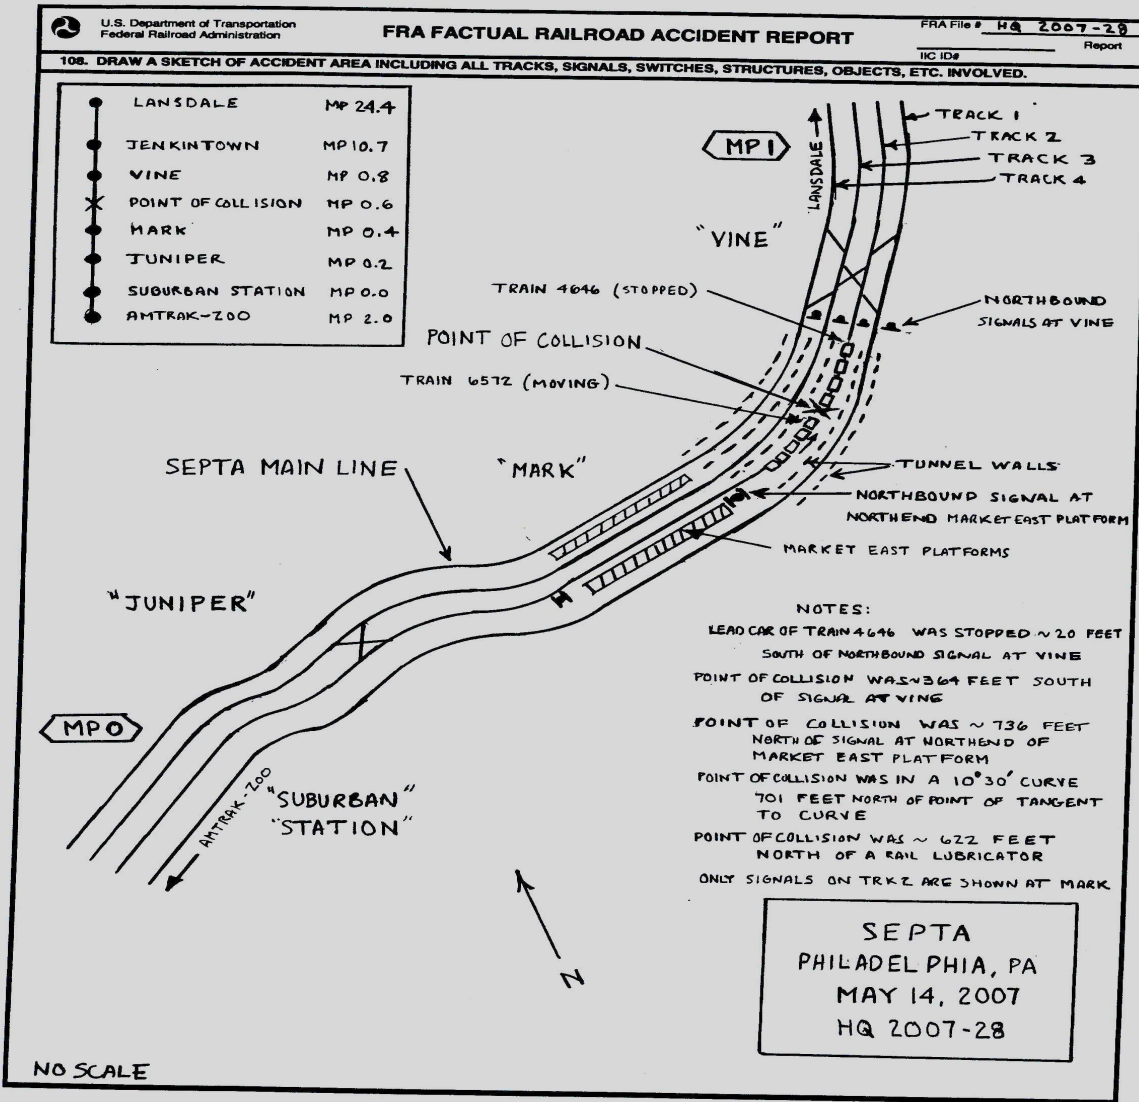 U.S. Department of Transportation
Federal Railroad Administration
FRA FACTUAL RAILROAD ACCIDENT REPORT
FRA File # HQ 2007-28
Report
IIC ID#
108. DRAW A SKETCH OF ACCIDENT AREA INCLUDING ALL TRACKS, SIGNALS, SWITCHES, STRUCTURES, OBJECTS, ETC. INVOLVED.
LANSDALE MP 24.4
JENKINTOWN MP 10.7
VINE MP 0.8
POINT OF COLLISION MP 0.6
MARK MP 0.4
JUNIPER MP 0.2
SUBURBAN STATION MP 0.0
AMTRAK-ZOO MP 2.0
MP 1
LANSDALE
TRACK 1
TRACK 2
TRACK 3
TRACK 4
"VINE"
TRAIN 4646 (STOPPED)
NORTHBOUND
SIGNALS AT VINE
POINT OF COLLISION
TRAIN 6572 (MOVING)
SEPTA MAIN LINE
"MARK"
TUNNEL WALLS
NORTHBOUND SIGNAL AT
NORTHEND MARKET EAST PLATFORM
MARKET EAST PLATFORMS
"JUNIPER"
MP 0
AMTRAK-ZOO
"SUBURBAN"
"STATION"
NOTES:
LEAD CAR OF TRAIN 4646 WAS STOPPED ~ 20 FEET
SOUTH OF NORTHBOUND SIGNAL AT VINE
POINT OF COLLISION WAS ~ 364 FEET SOUTH
OF SIGNAL AT VINE
POINT OF COLLISION WAS ~ 736 FEET
NORTH OF SIGNAL AT NORTHEND OF
MARKET EAST PLATFORM
POINT OF COLLISION WAS IN A 10°30' CURVE
701 FEET NORTH OF POINT OF TANGENT
TO CURVE
POINT OF COLLISION WAS ~ 622 FEET
NORTH OF A RAIL LUBRICATOR
ONLY SIGNALS ON TRK 2 ARE SHOWN AT MARK
N
SEPTA
PHILADELPHIA, PA
MAY 14, 2007
HQ 2007-28
NO SCALE